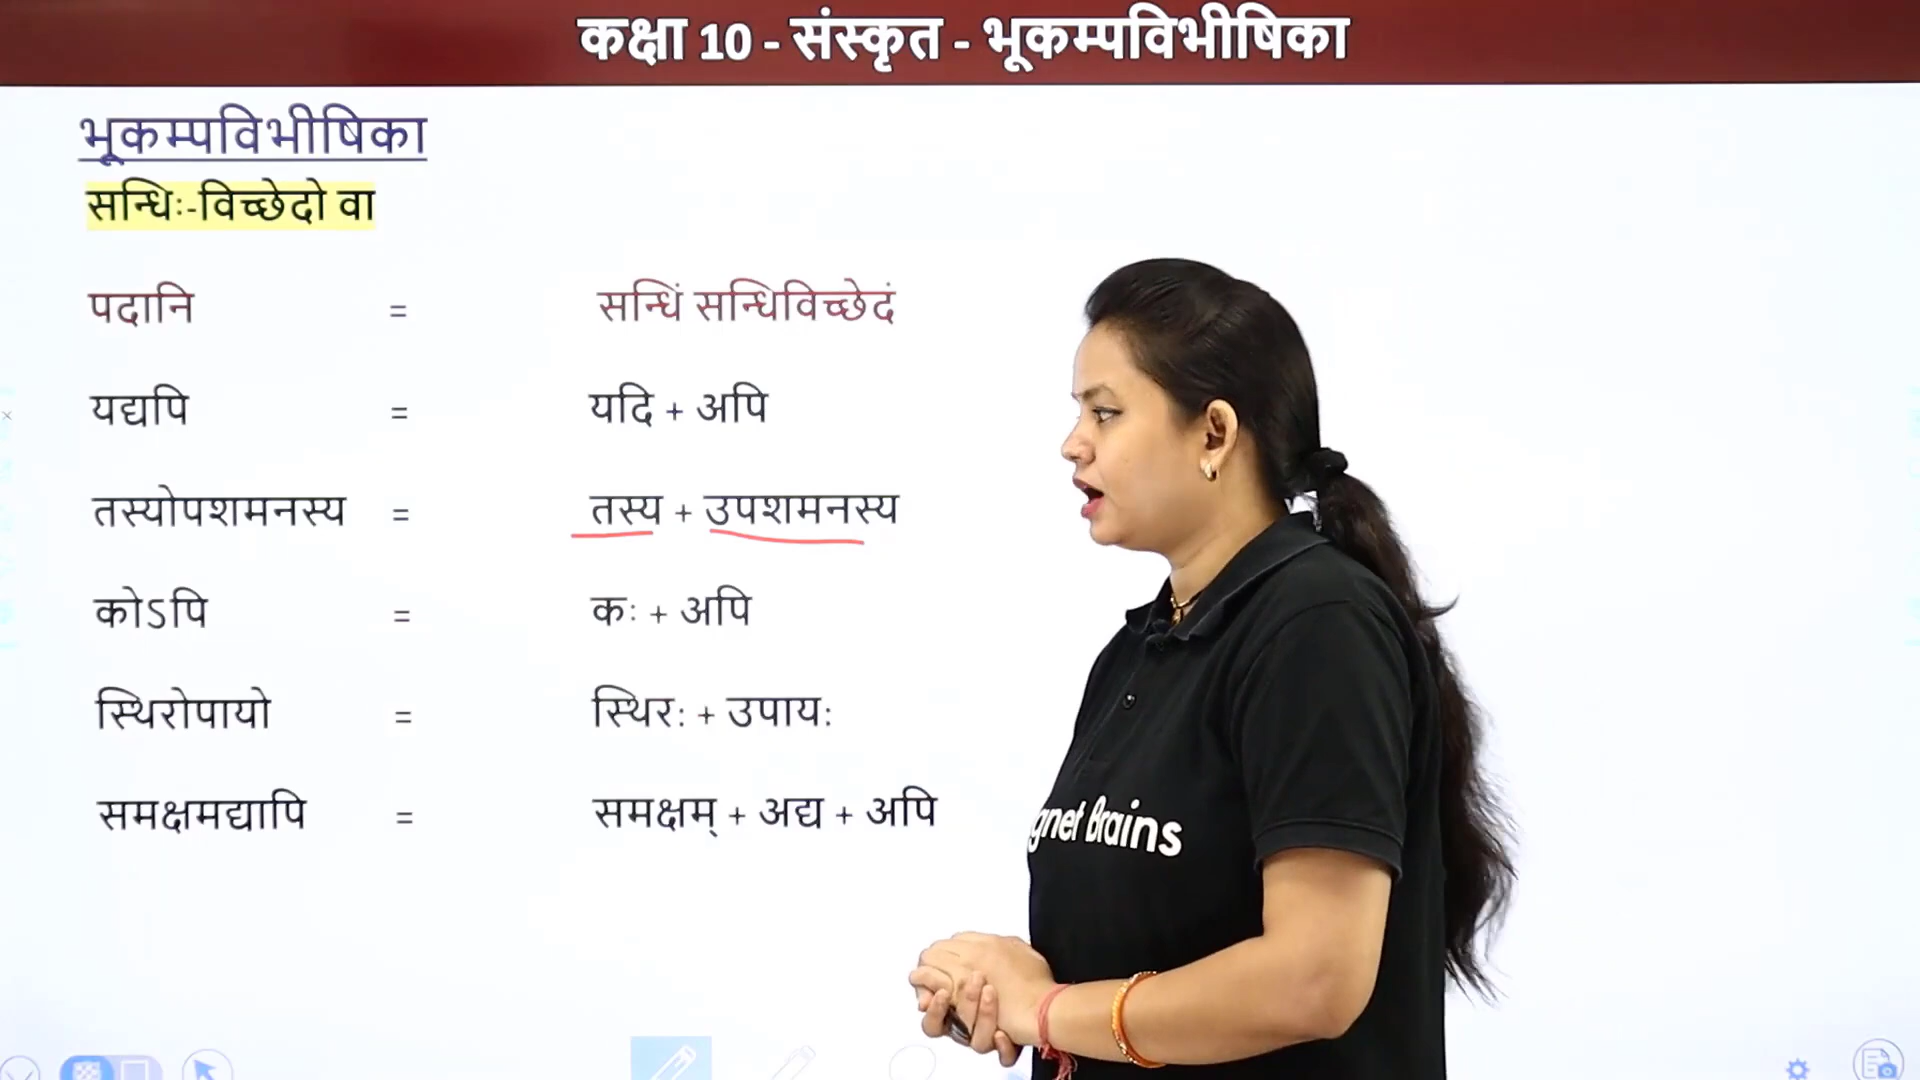 कक्षा 10 - संस्कृत - भूकम्पविभीषिका
भूकम्पविभीषिका
सन्धिः-विच्छेदो वा
पदानि = सन्धिं सन्धिविच्छेदं
यद्यपि = यदि + अपि
तस्योपशमनस्य = तस्य + उपशमनस्य
कोऽपि = कः + अपि
स्थिरोपायो = स्थिरः + उपायः
समक्षमद्यापि = समक्षम् + अद्य + अपि
gnet Brains